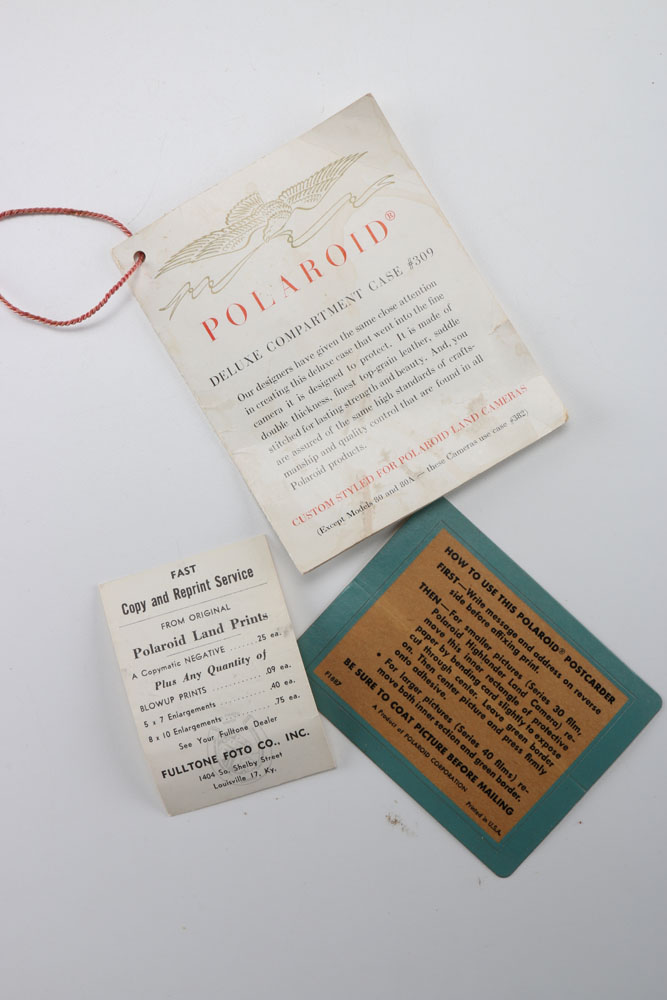 POLAROID®
DELUXE COMPARTMENT CASE #309
Our designers have given the same close attention
in creating this deluxe case that went into the fine
camera it is designed to protect. It is made of
double thickness, finest top-grain leather, saddle
stitched for lasting strength and beauty. And, you
are assured of the same high standards of crafts-
manship and quality control that are found in all
Polaroid products.
CUSTOM STYLED FOR POLAROID LAND CAMERAS
(Except Models 80 and 80A — these Cameras use case #382)
FAST
Copy and Reprint Service
FROM ORIGINAL
Polaroid Land Prints
A Copymatic NEGATIVE ........ .25 ea.
Plus Any Quantity of
BLOWUP PRINTS ............ .09 ea.
5 x 7 Enlargements ............ .40 ea.
8 x 10 Enlargements ............ .75 ea.
See Your Fulltone Dealer
FULLTONE FOTO CO., INC.
1404 So. Shelby Street
Louisville 17, Ky.
HOW TO USE THIS POLAROID® POSTCARDER
FIRST—Write message and address on reverse
side before affixing print.
THEN—For smaller pictures (Series 30 film,
Polaroid Highlander Land Camera) re-
move this inner rectangle of protective
paper by bending card slightly to expose
cut through center. Leave green border
on. Then center picture and press firmly
onto adhesive.
• For larger pictures (Series 40 films) re-
move both inner section and green border.
BE SURE TO COAT PICTURE BEFORE MAILING
A Product of POLAROID CORPORATION
Printed in U.S.A.